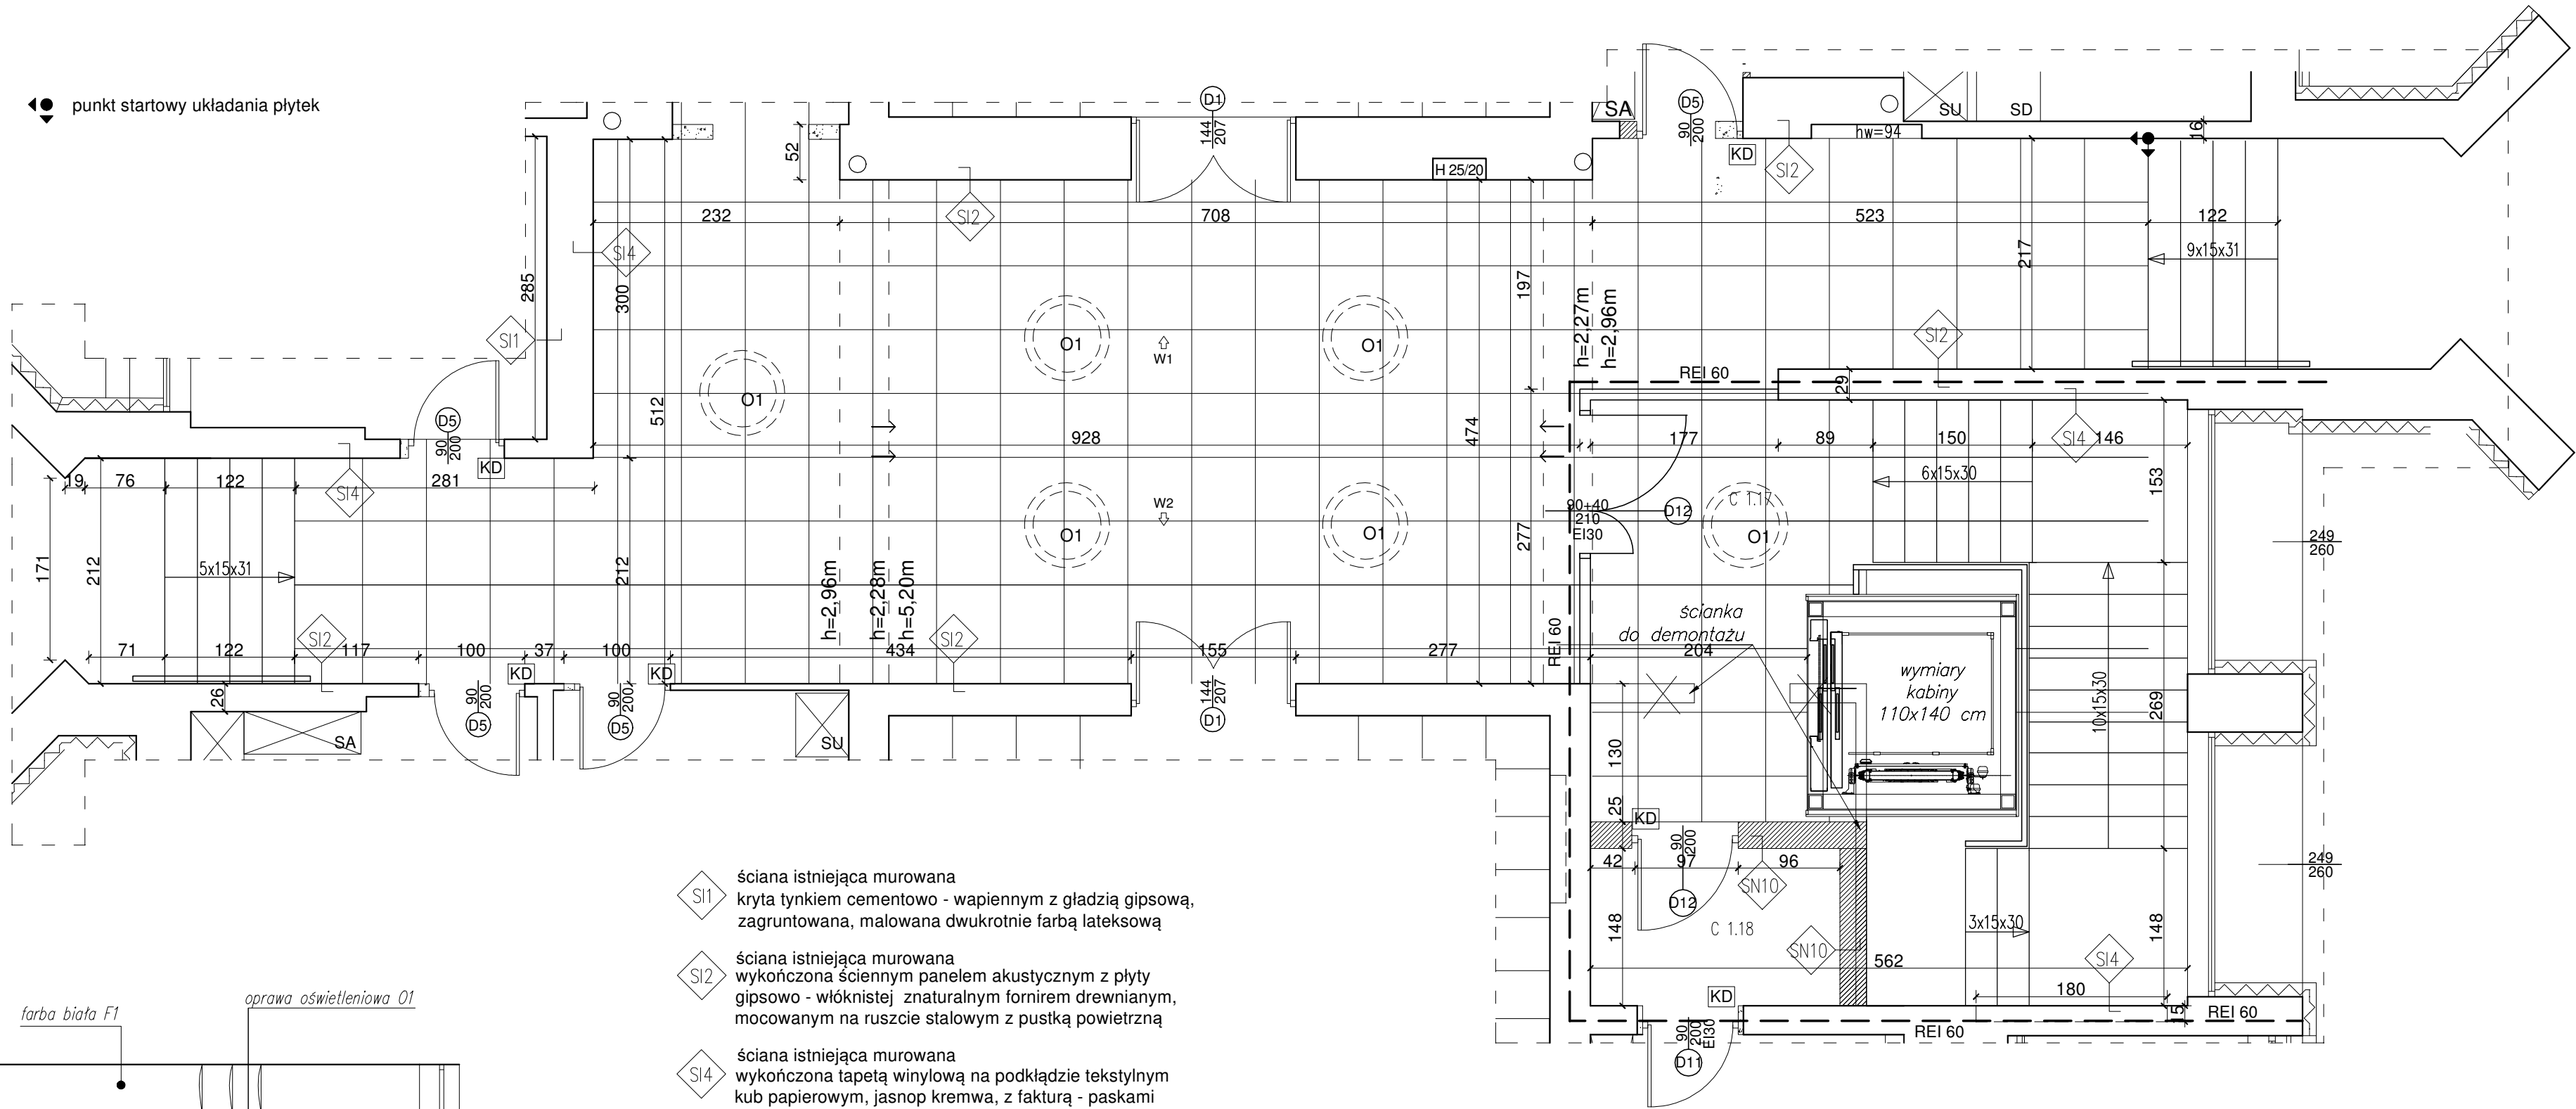 punkt startowy układania płytek
D1
144
207
SA
D5
90
200
SU
SD
16
hw=94
KD
SI2
52
H 25/20
SI2
232
708
523
122
SI4
217
9x15x31
285
300
197
h=2,27m
h=2,96m
SI1
O1
O1
W1
SI2
REI 60
29
O1
D5
90
200
512
928
474
177
89
150
SI4
146
KD
19
76
122
281
SI4
6x15x30
153
W2
90+40
210
EI30
D12
C 1.17
O1
O1
O1
277
249
260
171
212
5x15x31
212
h=2,96m
h=2,28m
h=5,20m
ścianka
do demontażu
SI2
SI2
REI 60
71
122
117
100
37
100
434
155
277
204
KD
KD
wymiary
kabiny
110x140 cm
10x15x30
269
26
90
200
D5
90
200
D5
144
207
D1
SA
SU
130
25
KD
90
200
42
97
96
249
260
SN10
D12
148
C 1.18
3x15x30
148
SN10
SI4
562
180
KD
15
REI 60
REI 60
90
200
EI30
D11
SI1
ściana istniejąca murowana
kryta tynkiem cementowo - wapiennym z gładzią gipsową,
zagruntowana, malowana dwukrotnie farbą lateksową
SI2
ściana istniejąca murowana
wykończona ściennym panelem akustycznym z płyty
gipsowo - włóknistej znaturalnym fornirem drewnianym,
mocowanym na ruszcie stalowym z pustką powietrzną
SI4
ściana istniejąca murowana
wykończona tapetą winylową na podkłądzie tekstylnym
kub papierowym, jasnop kremwa, z fakturą - paskami
farba biała F1
oprawa oświetleniowa O1